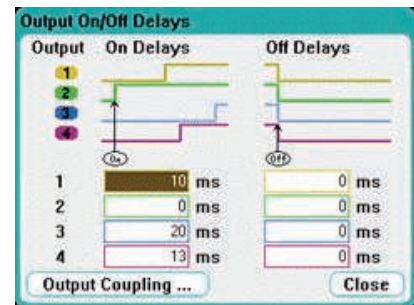 Output On/Off Delays
Output On Delays Off Delays
1
2
3
4
On Off
1 10 ms 0 ms
2 0 ms 0 ms
3 20 ms 0 ms
4 13 ms 0 ms
Output Coupling ... Close